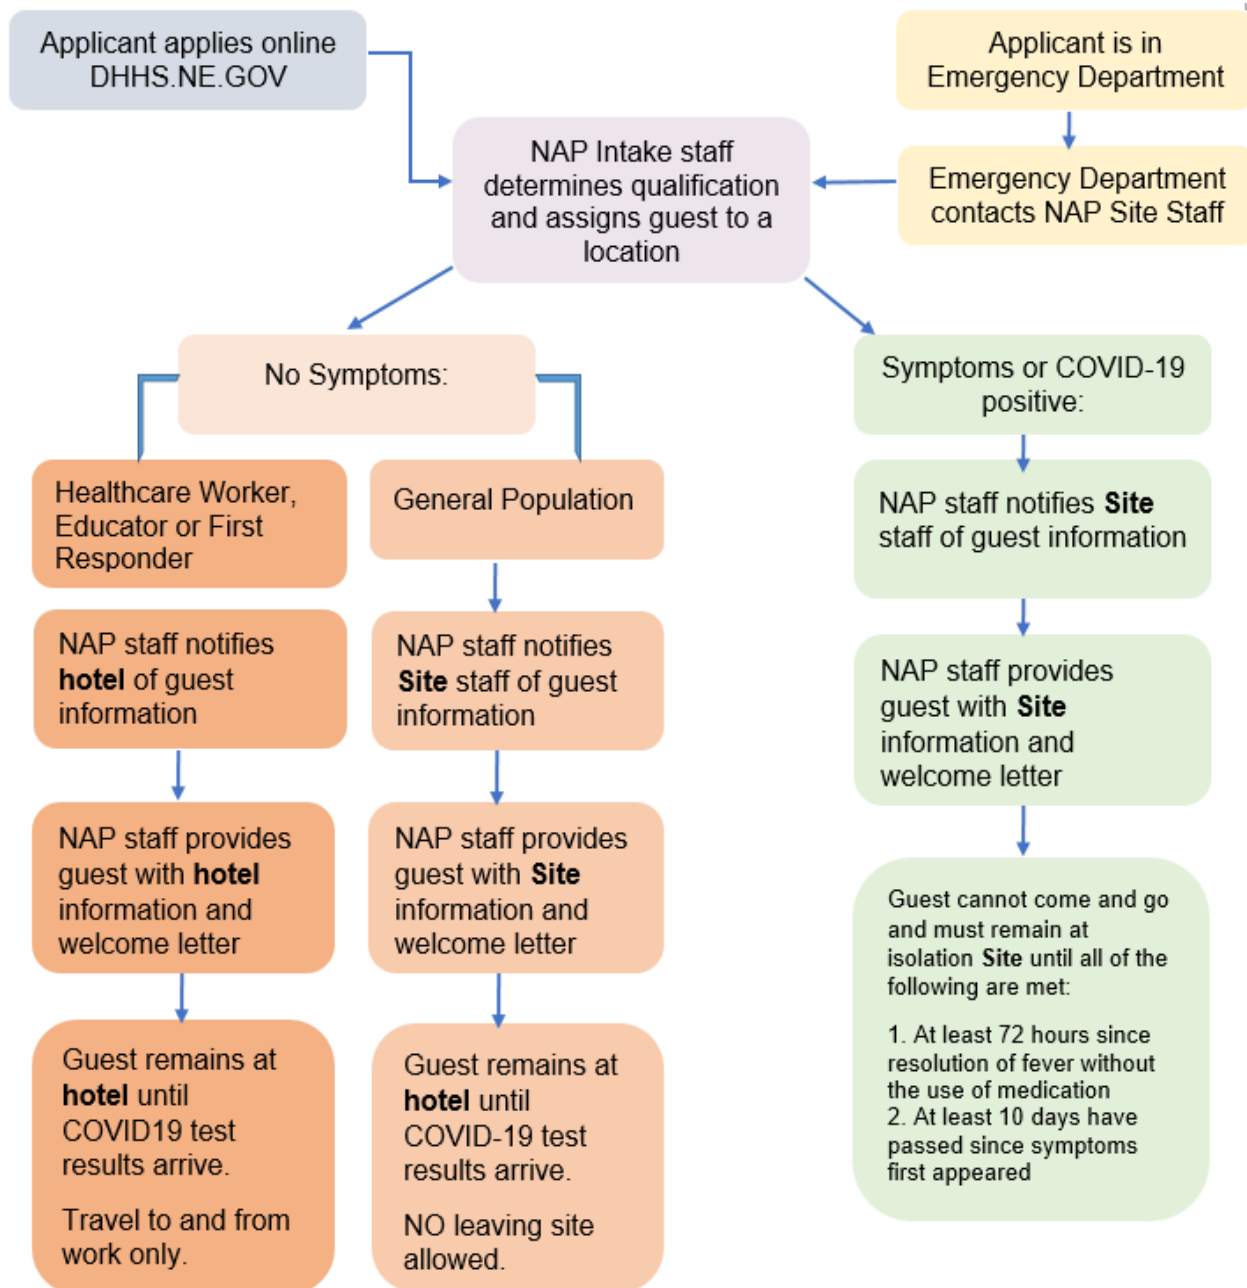 Applicant applies online
DHHS.NE.GOV
Applicant is in
Emergency Department
NAP Intake staff
determines qualification
and assigns guest to a
location
Emergency Department
contacts NAP Site Staff
No Symptoms:
Symptoms or COVID-19
positive:
Healthcare Worker,
Educator or First
Responder
NAP staff notifies
hotel of guest
information
NAP staff provides
guest with hotel
information and
welcome letter
Guest remains at
hotel until
COVID19 test
results arrive.
Travel to and from
work only.
General Population
NAP staff notifies
Site staff of guest
information
NAP staff provides
guest with Site
information and
welcome letter
Guest remains at
hotel until
COVID-19 test
results arrive.
NO leaving site
allowed.
NAP staff notifies Site
staff of guest information
NAP staff provides
guest with Site
information and
welcome letter
Guest cannot come and go
and must remain at
isolation Site until all of the
following are met:
1. At least 72 hours since
resolution of fever without
the use of medication
2. At least 10 days have
passed since symptoms
first appeared